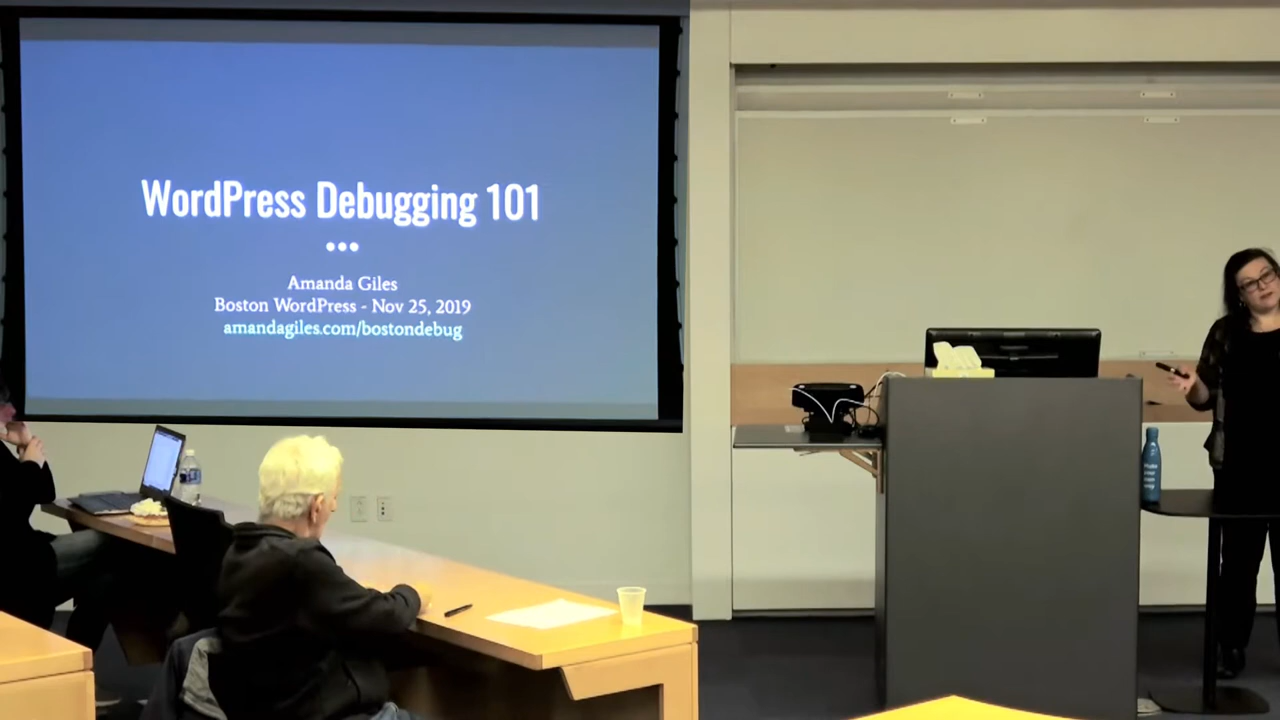 WordPress Debugging 101
Amanda Giles
Boston WordPress - Nov 25, 2019
amandagiles.com/bostondebug